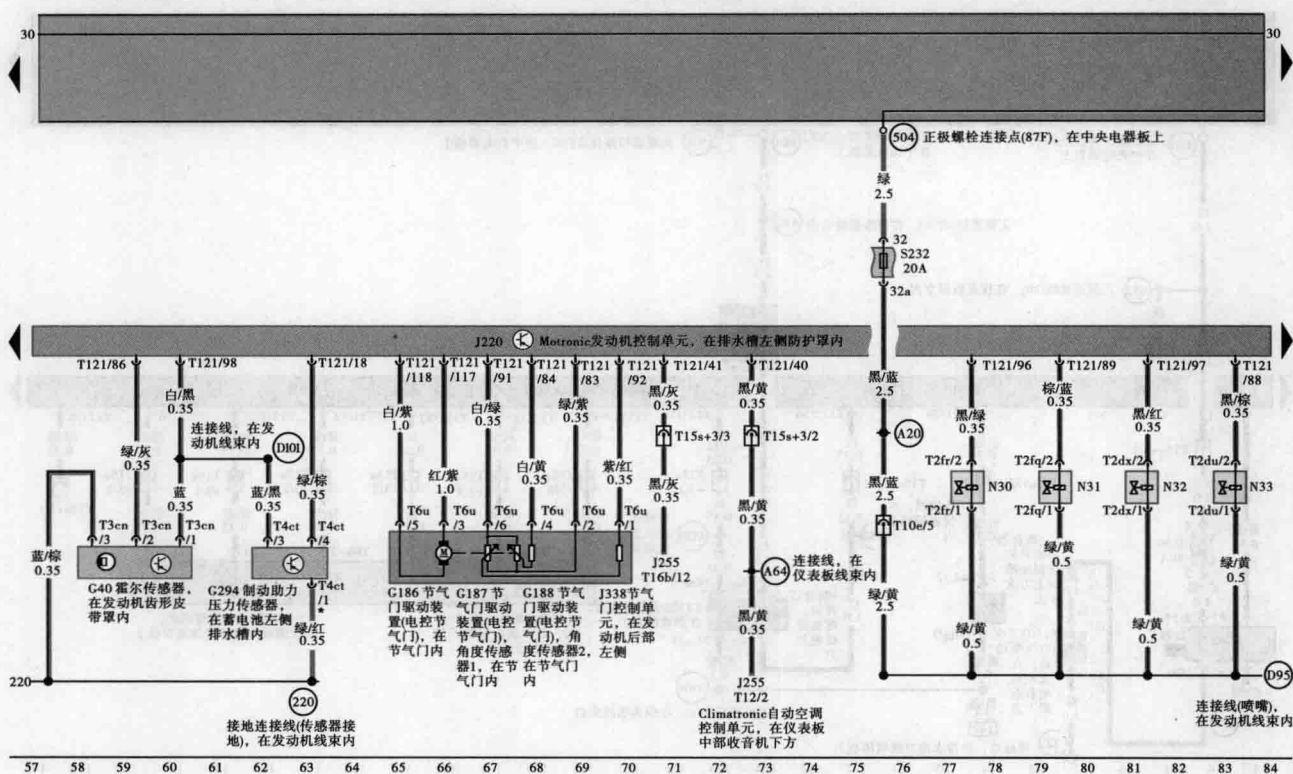 30
30
504 正极螺栓连接点(87F)，在中央电器板上
绿
2.5
32
S232
20A
32a
J220 Motronic发动机控制单元，在排水槽左侧防护罩内
T121/86
T121/98
T121/18
T121
/118
T121
/117
T121
/91
T121
/84
T121
/83
T121
/92
T121/41
T121/40
T121/96
T121/89
T121/97
T121
/88
白/黑
0.35
连接线，在发
动机线束内
D101
绿/灰
0.35
蓝
0.35
蓝/黑
0.35
绿/棕
0.35
白/紫
1.0
红/紫
1.0
白/绿
0.35
白/黄
0.35
绿/紫
0.35
紫/红
0.35
黑/灰
0.35
T15s+3/3
黑/灰
0.35
黑/黄
0.35
T15s+3/2
黑/黄
0.35
黑/蓝
2.5
A20
黑/蓝
2.5
T10e/5
绿/黄
2.5
黑/绿
0.35
棕/蓝
0.35
黑/红
0.35
黑/棕
0.35
T2fr/2
T2fq/2
T2dx/2
T2du/2
N30
N31
N32
N33
T2fr/1
T2fq/1
T2dx/1
T2du/1
绿/黄
0.5
绿/黄
0.5
绿/黄
0.5
绿/黄
0.5
蓝/棕
0.35
T3cn
/3
T3cn
/2
T3cn
/1
T4ct
/3
T4ct
/4
T6u
/5
T6u
/3
T6u
/6
T6u
/4
T6u
/2
T6u
/1
M
G40 霍尔传感器，
在发动机齿形皮
带罩内
G294 制动助力
压力传感器，
在蓄电池左侧
排水槽内
T4ct
/1
*
绿/红
0.35
G186 节气
门驱动装
置(电控节
气门)，在
节气门内
G187 节
气门驱动
装置(电控
节气门)，
角度传感
器1，在节
气门内
G188 节气
门驱动装
置(电控节
气门)，角
度传感器2，
在节气门
内
J338节气
门控制单
元，在发
动机后部
左侧
J255
T16b/12
A64
连接线，在
仪表板线束内
黑/黄
0.35
J255
T12/2
Climatronic自动空调
控制单元，在仪表板
中部收音机下方
220
220
接地连接线(传感器接
地)，在发动机线束内
D95
连接线(喷嘴)，
在发动机线束内
57 58 59 60 61 62 63 64 65 66 67 68 69 70 71 72 73 74 75 76 77 78 79 80 81 82 83 84